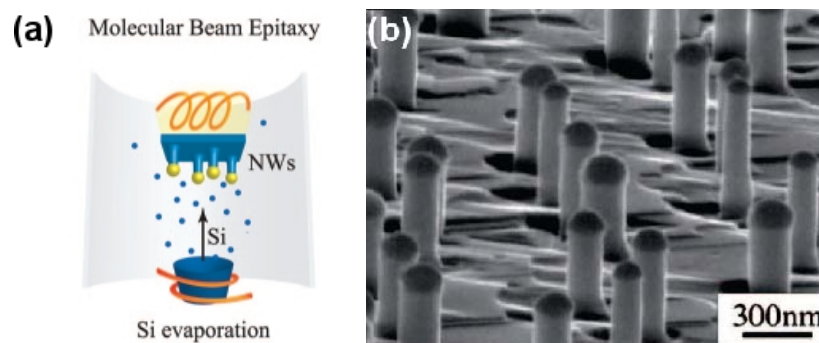 (a)
Molecular Beam Epitaxy
NWs
Si
Si evaporation
(b)
300nm